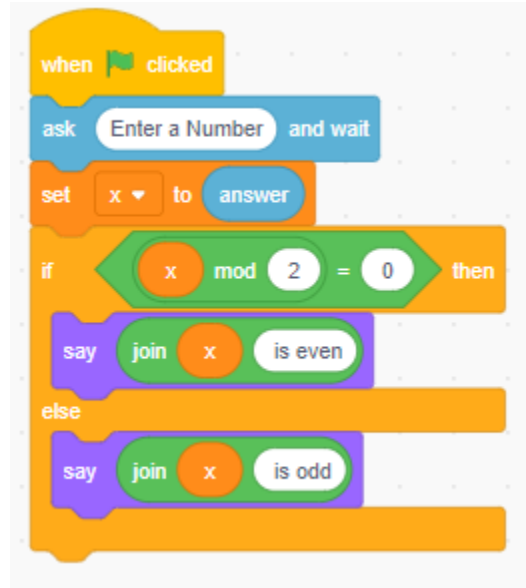 when clicked
ask Enter a Number and wait
set x to answer
if x mod 2 = 0 then
say join x is even
else
say join x is odd